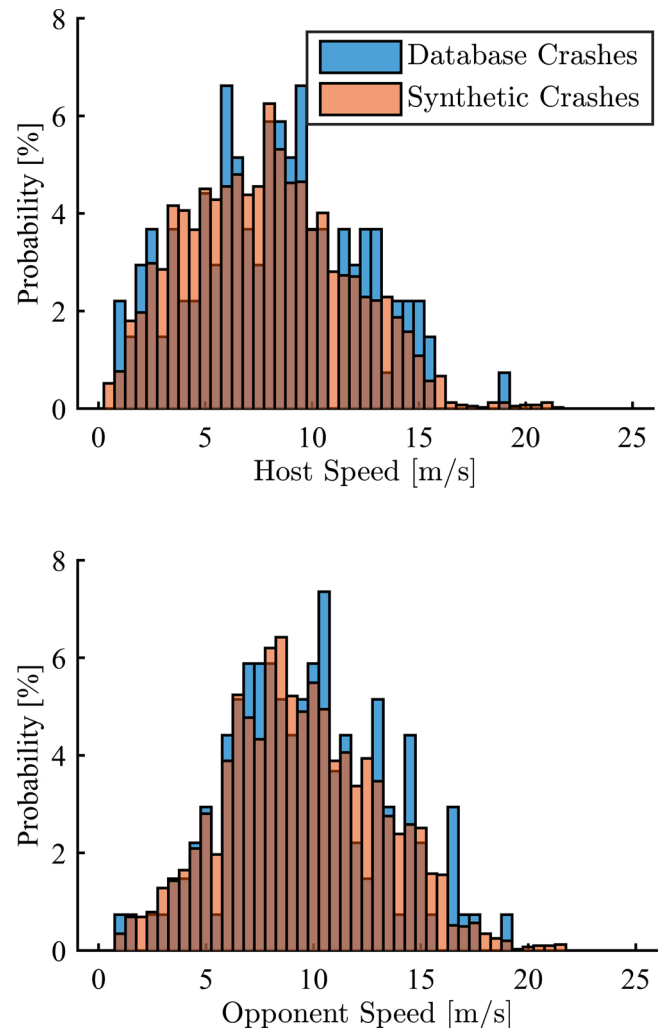 8
6
4
2
0
Probability [%]
Database Crashes
Synthetic Crashes
0 5 10 15 20 25
Host Speed [m/s]
8
6
4
2
0
Probability [%]
0 5 10 15 20 25
Opponent Speed [m/s]